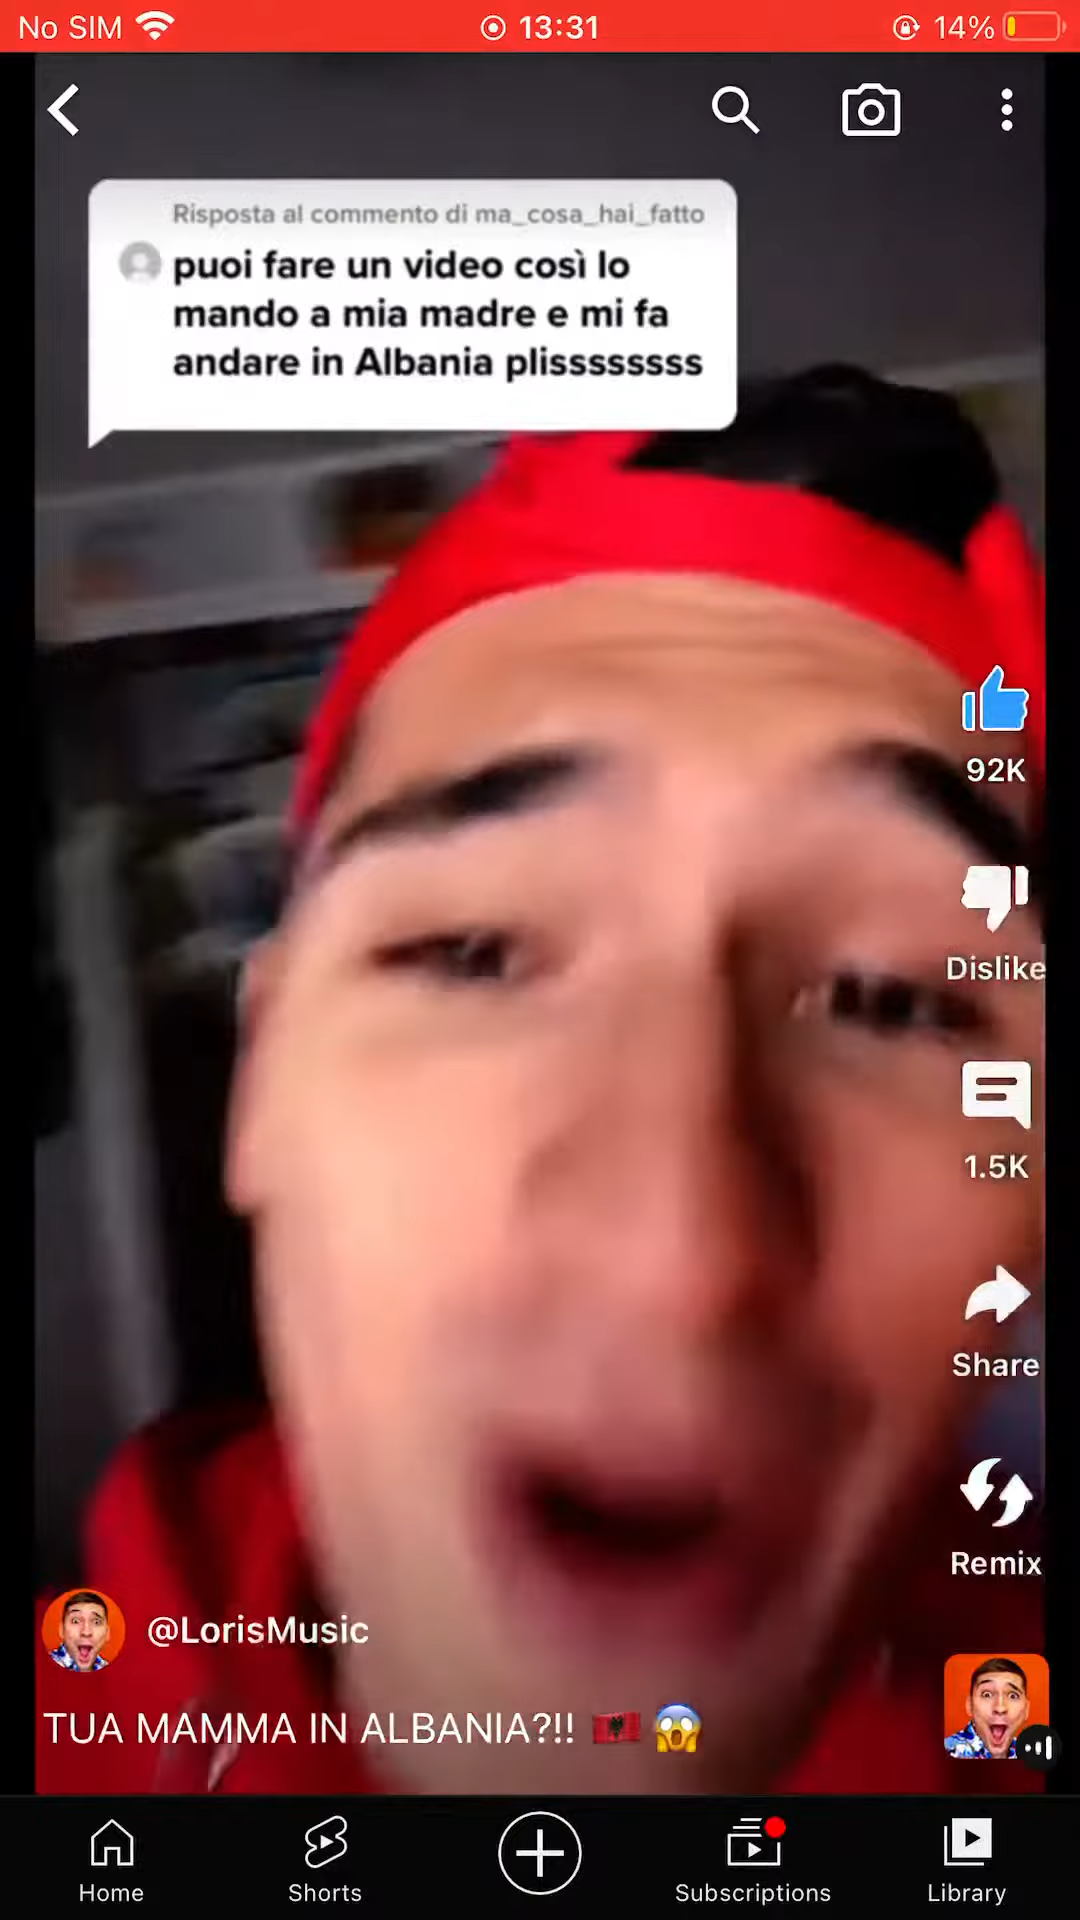 No SIM 13:31 14%
Risposta al commento di ma_cosa_hai_fatto
puoi fare un video così lo
mando a mia madre e mi fa
andare in Albania plisssssssss
92K
Dislike
1.5K
Share
Remix
@LorisMusic
TUA MAMMA IN ALBANIA?!! 🇦🇱 😱
Home Shorts Subscriptions Library